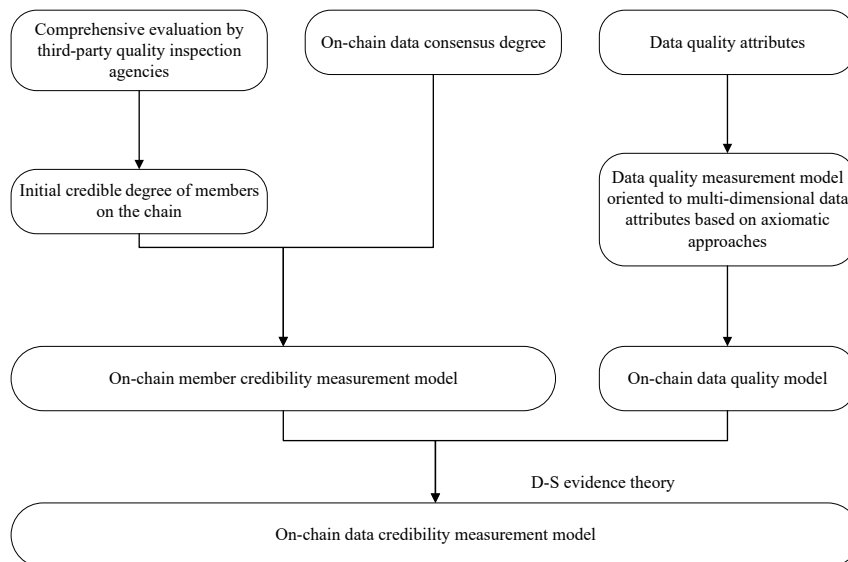 Comprehensive evaluation by
third-party quality inspection
agencies
On-chain data consensus degree
Data quality attributes
Initial credible degree of members
on the chain
Data quality measurement model
oriented to multi-dimensional data
attributes based on axiomatic
approaches
On-chain member credibility measurement model
On-chain data quality model
D-S evidence theory
On-chain data credibility measurement model